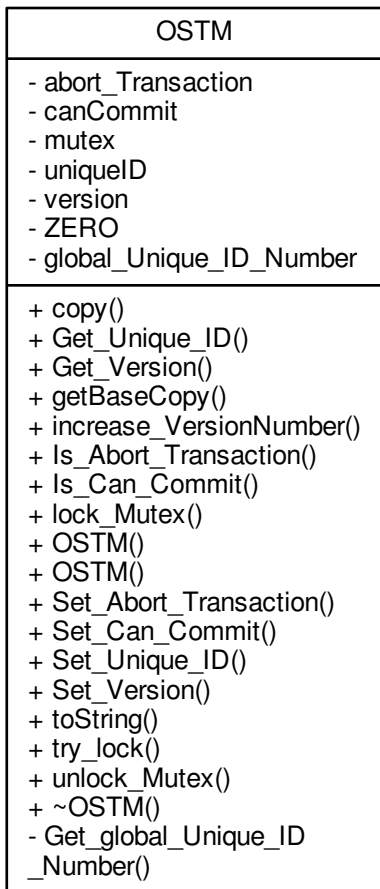 OSTM
- abort_Transaction
- canCommit
- mutex
- uniqueID
- version
- ZERO
- global_Unique_ID_Number
+ copy()
+ Get_Unique_ID()
+ Get_Version()
+ getBaseCopy()
+ increase_VersionNumber()
+ Is_Abort_Transaction()
+ Is_Can_Commit()
+ lock_Mutex()
+ OSTM()
+ OSTM()
+ Set_Abort_Transaction()
+ Set_Can_Commit()
+ Set_Unique_ID()
+ Set_Version()
+ toString()
+ try_lock()
+ unlock_Mutex()
+ ~OSTM()
- Get_global_Unique_ID
_Number()